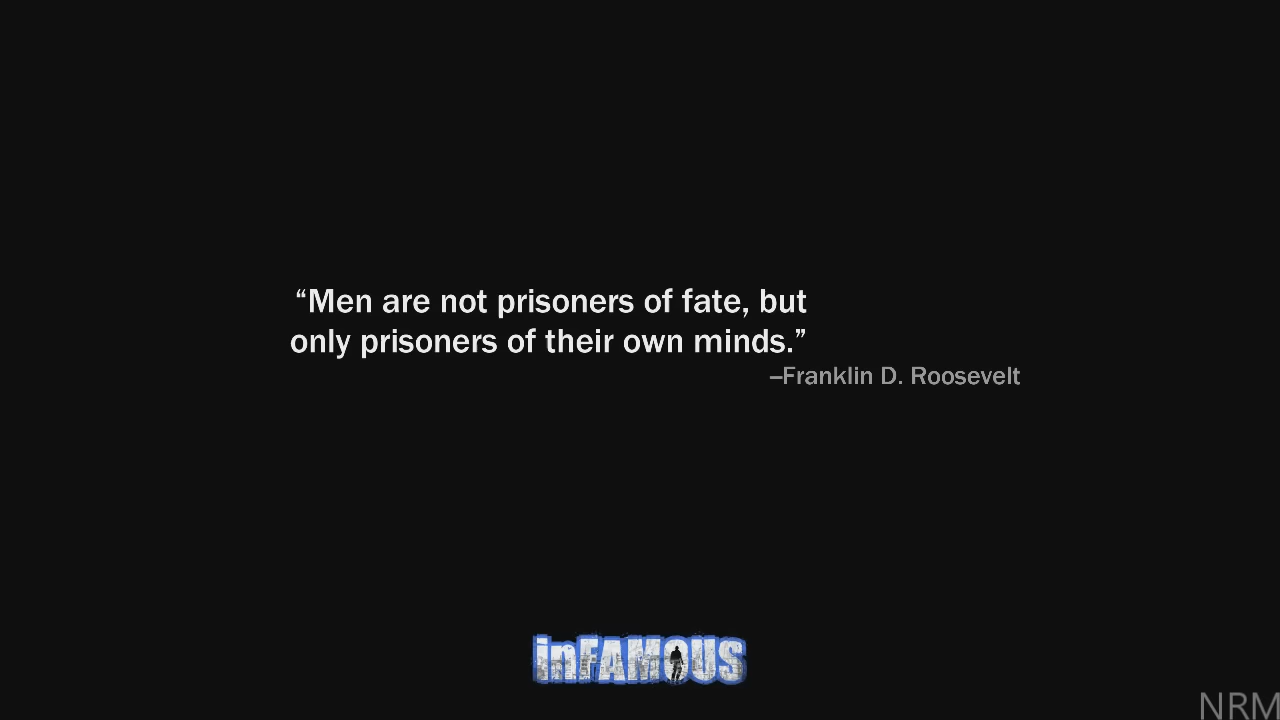 “Men are not prisoners of fate, but
only prisoners of their own minds.”
–Franklin D. Roosevelt
inFAMOUS
NRM